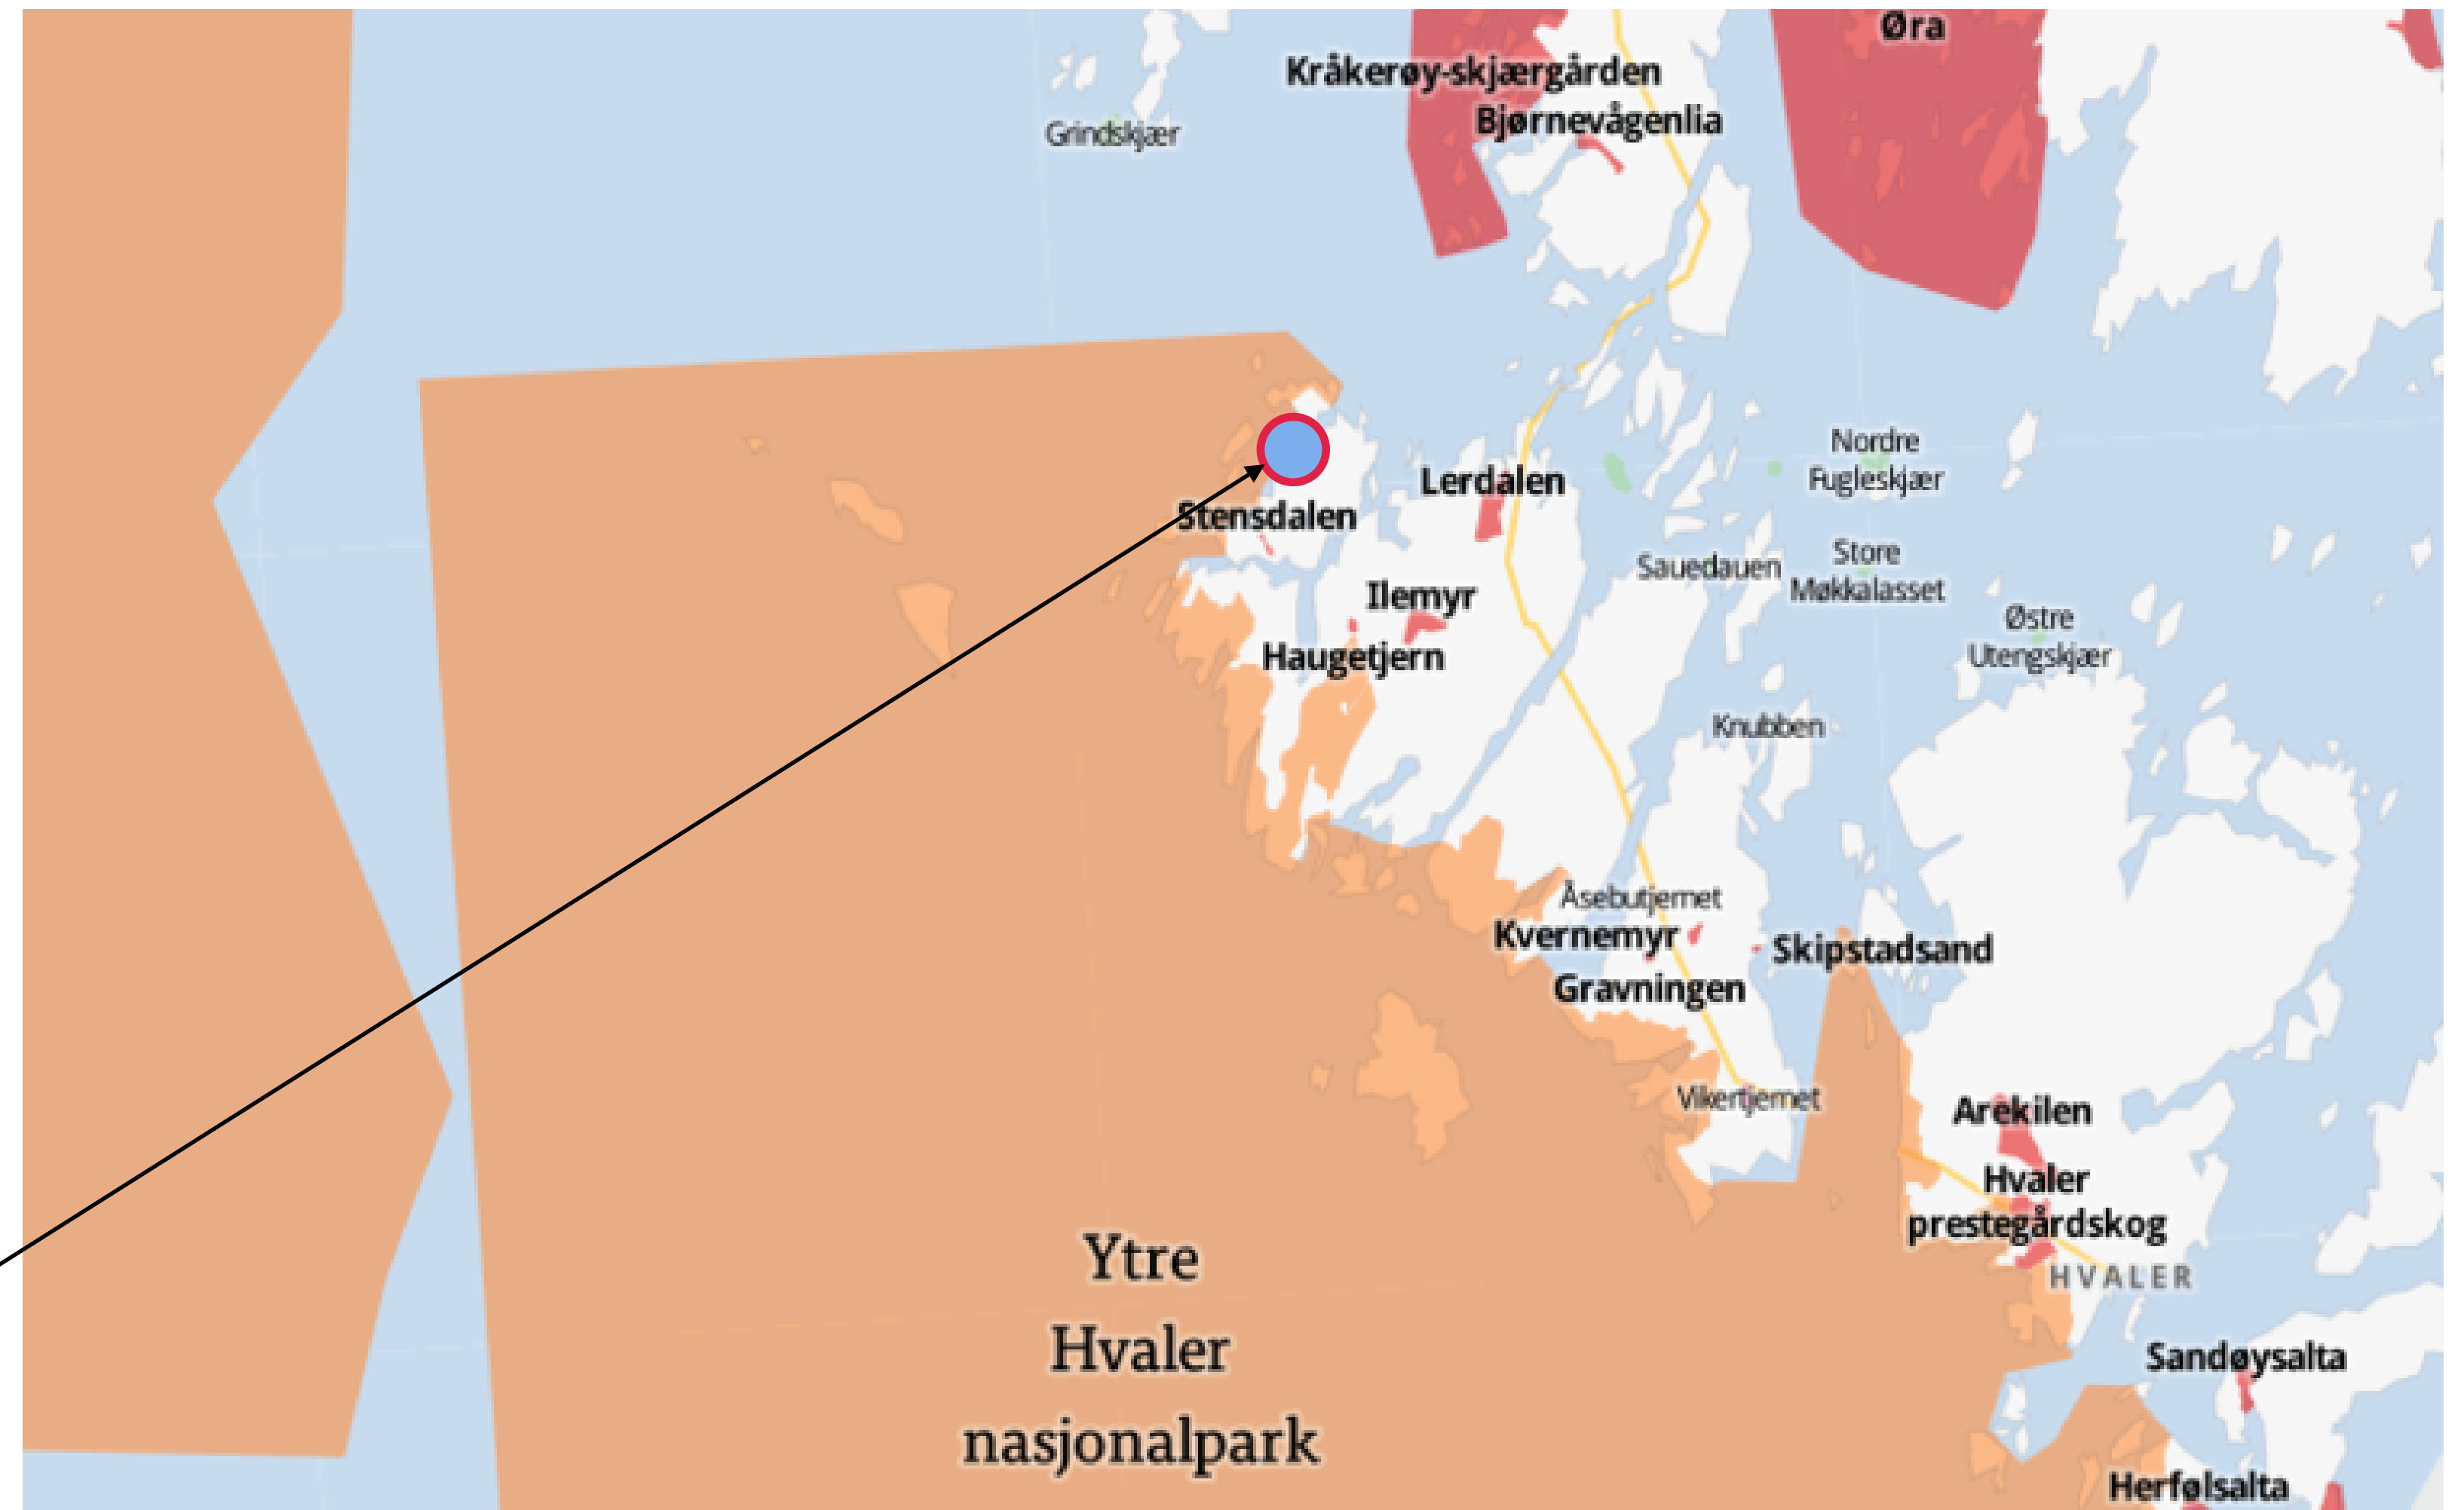 Øra
Kråkerøy-skjærgården
Bjørnevågenlia
Grindskjær
Nordre
Fugleskjær
Lerdalen
Stensdalen
Store
Møkkalasset
Sauedauen
Ilemyr
Østre
Utengskjær
Haugetjern
Knubben
Åsebutjernet
Kvernemyr
Skipstadsand
Gravningen
Vikertjernet
Arekilen
Hvaler
prestegårdskog
HVALER
Ytre
Hvaler
nasjonalpark
Sandøysalta
Herfølsalta